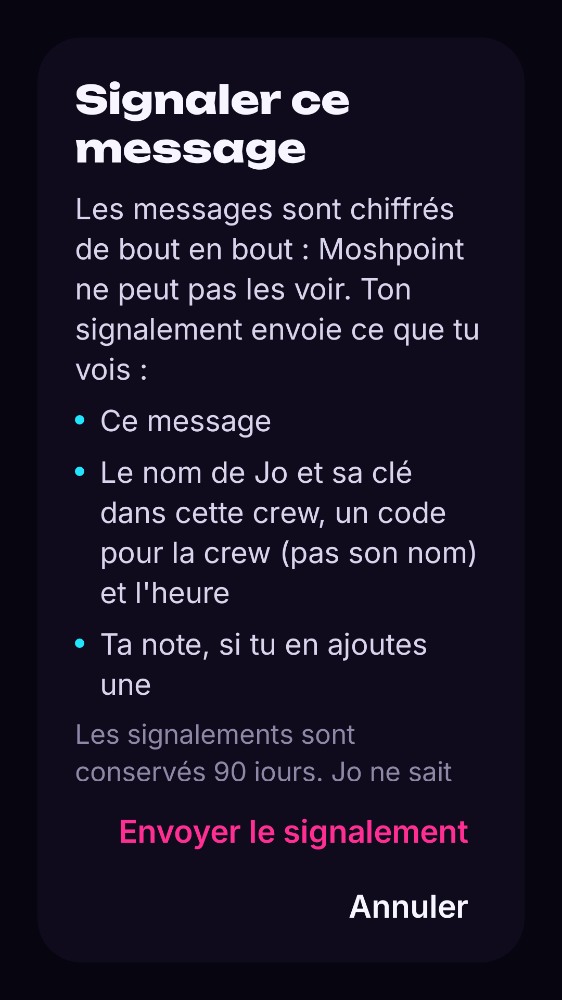 Signaler ce
message
Les messages sont chiffrés
de bout en bout : Moshpoint
ne peut pas les voir. Ton
signalement envoie ce que tu
vois :
• Ce message
• Le nom de Jo et sa clé
dans cette crew, un code
pour la crew (pas son nom)
et l'heure
• Ta note, si tu en ajoutes
une
Les signalements sont
conservés 90 jours. Jo ne sait
Envoyer le signalement
Annuler